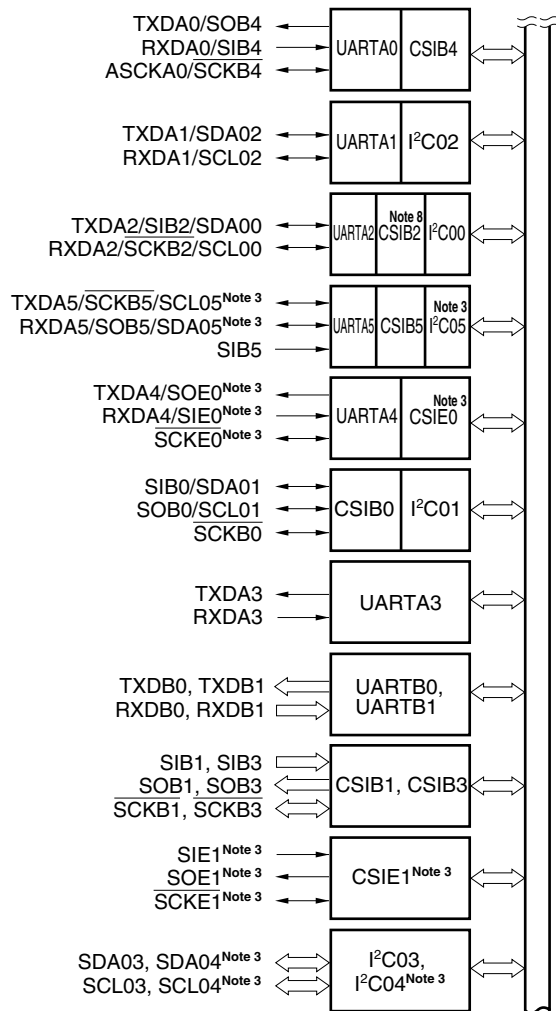 TXDA0/SOB4
RXDA0/SIB4
ASCKA0/SCKB4
UARTA0 CSIB4
TXDA1/SDA02
RXDA1/SCL02
UARTA1 I²C02
TXDA2/SIB2/SDA00
RXDA2/SCKB2/SCL00
Note 8
UARTA2 CSIB2 I²C00
TXDA5/SCKB5/SCL05Note 3
RXDA5/SOB5/SDA05Note 3
SIB5
Note 3
UARTA5 CSIB5 I²C05
TXDA4/SOE0Note 3
RXDA4/SIE0Note 3
SCKE0Note 3
Note 3
UARTA4 CSIE0
SIB0/SDA01
SOB0/SCL01
SCKB0
CSIB0 I²C01
TXDA3
RXDA3
UARTA3
TXDB0, TXDB1
RXDB0, RXDB1
UARTB0,
UARTB1
SIB1, SIB3
SOB1, SOB3
SCKB1, SCKB3
CSIB1, CSIB3
SIE1Note 3
SOE1Note 3
SCKE1Note 3
CSIE1Note 3
SDA03, SDA04Note 3
SCL03, SCL04Note 3
I²C03,
I²C04Note 3